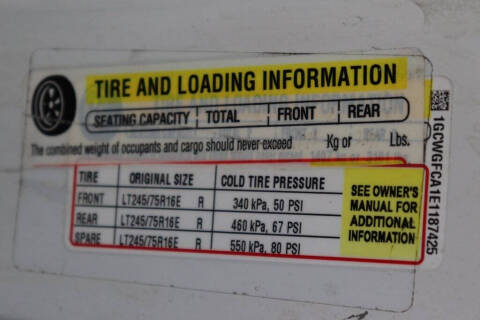 TIRE AND LOADING INFORMATION
SEATING CAPACITY TOTAL FRONT REAR
The combined weight of occupants and cargo should never exceed Kg or Lbs.
TIRE ORIGINAL SIZE COLD TIRE PRESSURE
FRONT LT245/75R16E R 340 kPa, 50 PSI
REAR LT245/75R16E R 460 kPa, 67 PSI
SPARE LT245/75R16E R 550 kPa, 80 PSI
SEE OWNER'S
MANUAL FOR
ADDITIONAL
INFORMATION
1GCWGFCA1E1187425